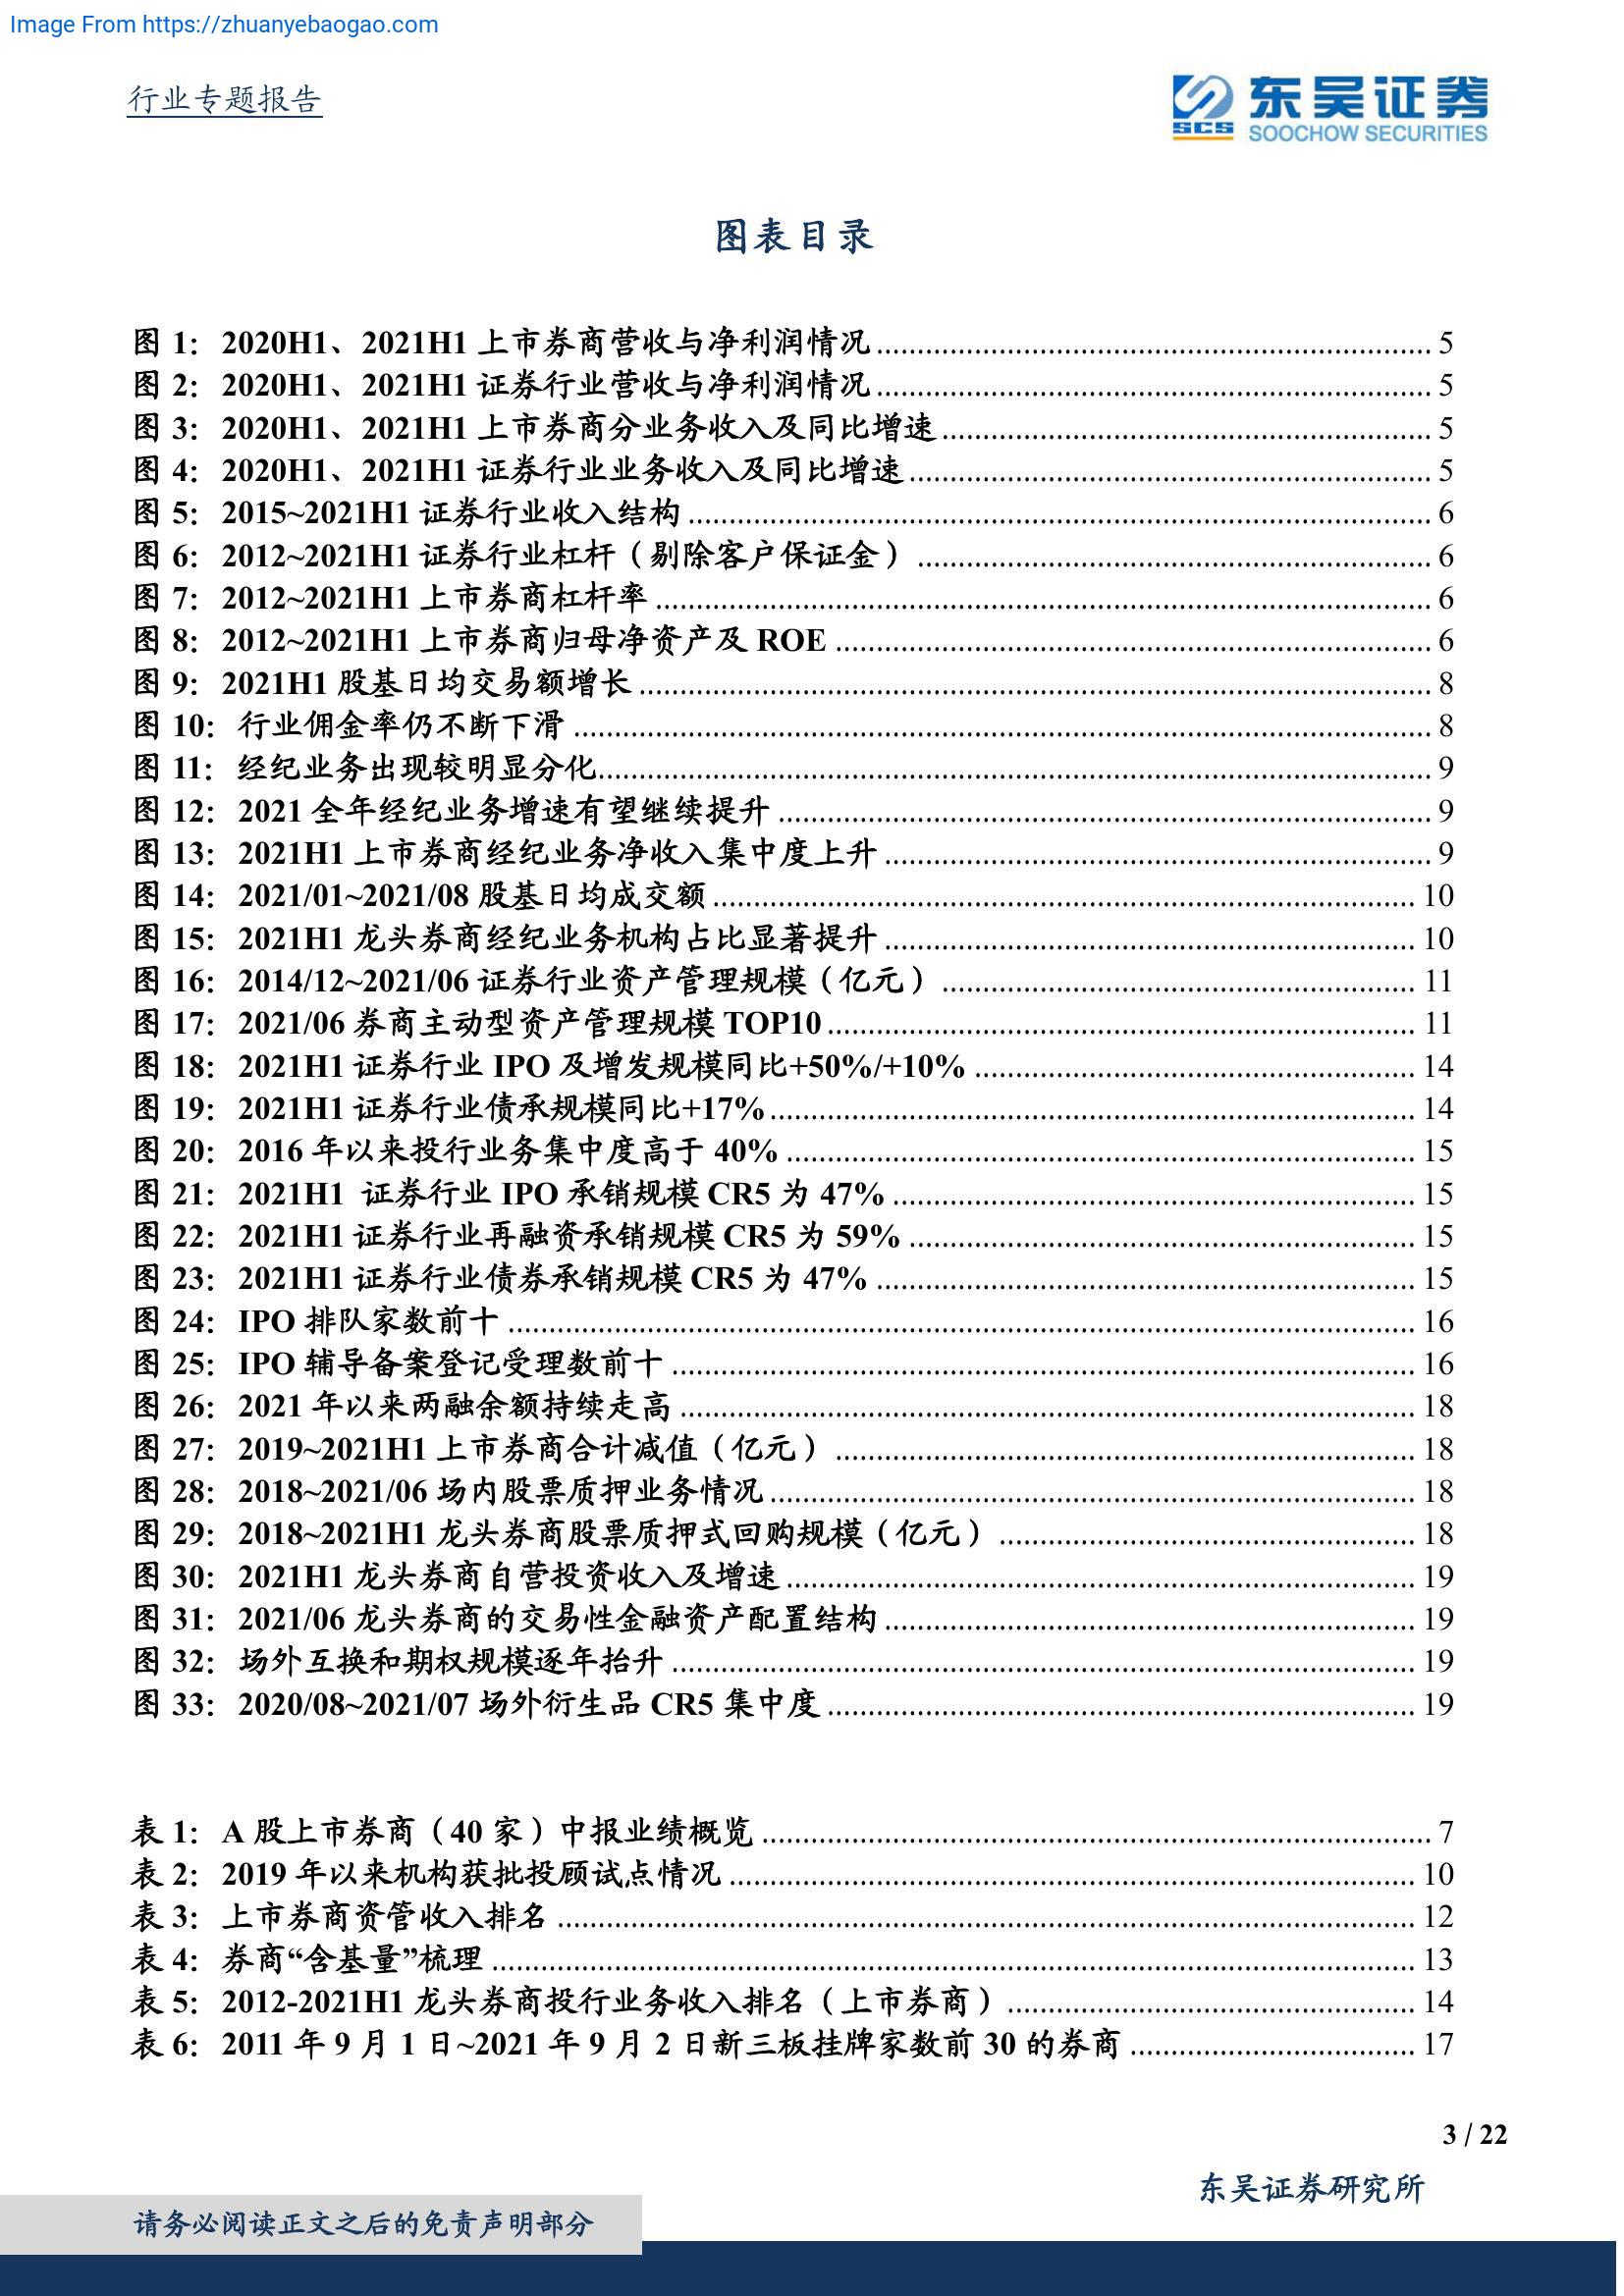 Image From https://zhuanyebaogao.com
行业专题报告
SCS 东吴证券
SOOCHOW SECURITIES
图表目录
图 1： 2020H1、2021H1 上市券商营收与净利润情况 ........ 5
图 2： 2020H1、2021H1 证券行业营收与净利润情况 ........ 5
图 3： 2020H1、2021H1 上市券商分业务收入及同比增速 ........ 5
图 4： 2020H1、2021H1 证券行业业务收入及同比增速 ........ 5
图 5： 2015~2021H1 证券行业收入结构 ........ 6
图 6： 2012~2021H1 证券行业杠杆（剔除客户保证金） ........ 6
图 7： 2012~2021H1 上市券商杠杆率 ........ 6
图 8： 2012~2021H1 上市券商归母净资产及 ROE ........ 6
图 9： 2021H1 股基日均交易额增长 ........ 8
图 10： 行业佣金率仍不断下滑 ........ 8
图 11： 经纪业务出现较明显分化 ........ 9
图 12： 2021 全年经纪业务增速有望继续提升 ........ 9
图 13： 2021H1 上市券商经纪业务净收入集中度上升 ........ 9
图 14： 2021/01~2021/08 股基日均成交额 ........ 10
图 15： 2021H1 龙头券商经纪业务机构占比显著提升 ........ 10
图 16： 2014/12~2021/06 证券行业资产管理规模（亿元） ........ 11
图 17： 2021/06 券商主动型资产管理规模 TOP10 ........ 11
图 18： 2021H1 证券行业 IPO 及增发规模同比+50%/+10% ........ 14
图 19： 2021H1 证券行业债承规模同比+17% ........ 14
图 20： 2016 年以来投行业务集中度高于 40% ........ 15
图 21： 2021H1 证券行业 IPO 承销规模 CR5 为 47% ........ 15
图 22： 2021H1 证券行业再融资承销规模 CR5 为 59% ........ 15
图 23： 2021H1 证券行业债券承销规模 CR5 为 47% ........ 15
图 24： IPO 排队家数前十 ........ 16
图 25： IPO 辅导备案登记受理数前十 ........ 16
图 26： 2021 年以来两融余额持续走高 ........ 18
图 27： 2019~2021H1 上市券商合计减值（亿元） ........ 18
图 28： 2018~2021/06 场内股票质押业务情况 ........ 18
图 29： 2018~2021H1 龙头券商股票质押式回购规模（亿元） ........ 18
图 30： 2021H1 龙头券商自营投资收入及增速 ........ 19
图 31： 2021/06 龙头券商的交易性金融资产配置结构 ........ 19
图 32： 场外互换和期权规模逐年抬升 ........ 19
图 33： 2020/08~2021/07 场外衍生品 CR5 集中度 ........ 19
表 1： A 股上市券商（40 家）中报业绩概览 ........ 7
表 2： 2019 年以来机构获批投顾试点情况 ........ 10
表 3： 上市券商资管收入排名 ........ 12
表 4： 券商“含基量”梳理 ........ 13
表 5： 2012-2021H1 龙头券商投行业务收入排名（上市券商） ........ 14
表 6： 2011 年 9 月 1 日~2021 年 9 月 2 日新三板挂牌家数前 30 的券商 ........ 17
3 / 22
东吴证券研究所
请务必阅读正文之后的免责声明部分